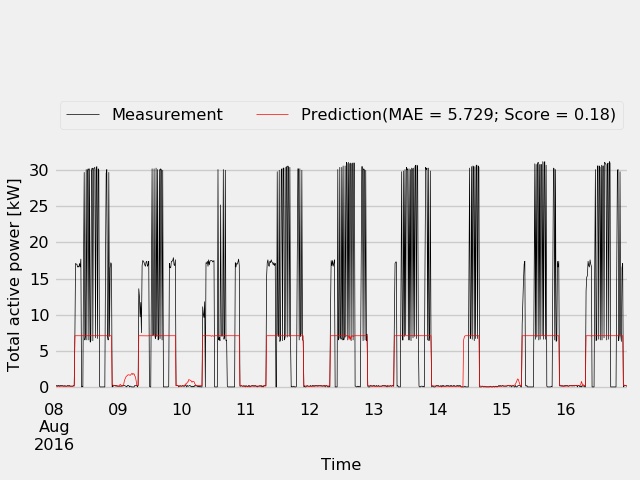 Measurement
Prediction(MAE = 5.729; Score = 0.18)
Total active power [kW]
30
25
20
15
10
5
0
08 09 10 11 12 13 14 15 16
Aug
2016
Time